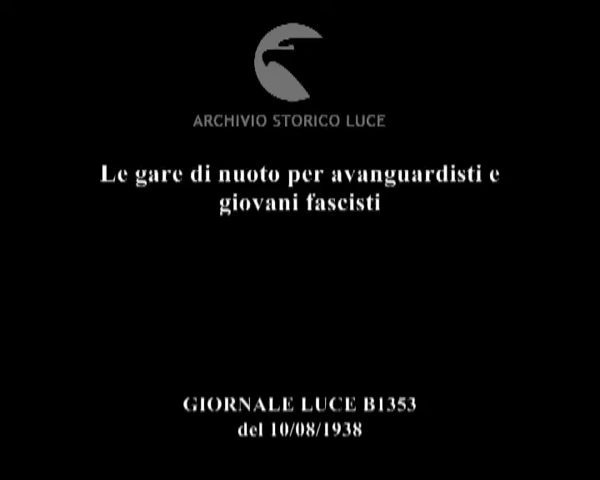 ARCHIVIO STORICO LUCE
Le gare di nuoto per avanguardisti e
giovani fascisti
GIORNALE LUCE B1353
del 10/08/1938